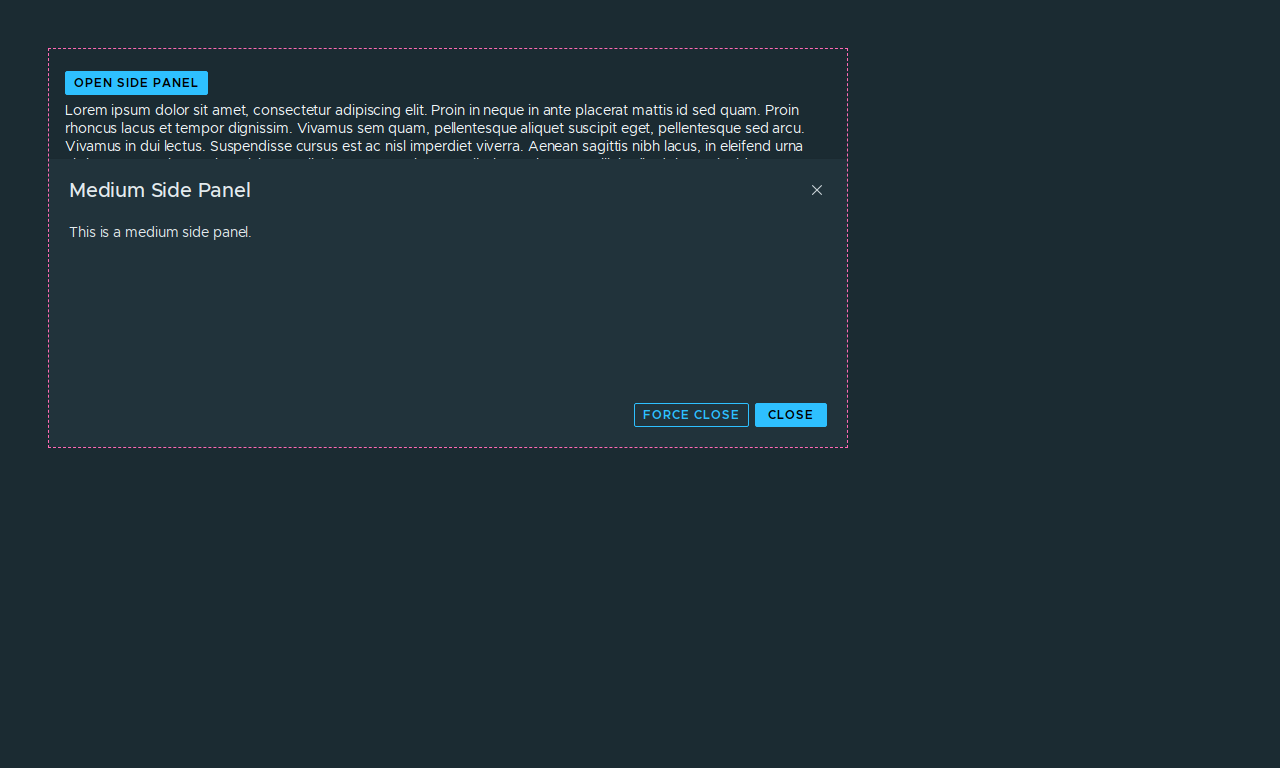 OPEN SIDE PANEL
Lorem ipsum dolor sit amet, consectetur adipiscing elit. Proin in neque in ante placerat mattis id sed quam. Proin
rhoncus lacus et tempor dignissim. Vivamus sem quam, pellentesque aliquet suscipit eget, pellentesque sed arcu.
Vivamus in dui lectus. Suspendisse cursus est ac nisl imperdiet viverra. Aenean sagittis nibh lacus, in eleifend urna
Medium Side Panel
This is a medium side panel.
FORCE CLOSE
CLOSE